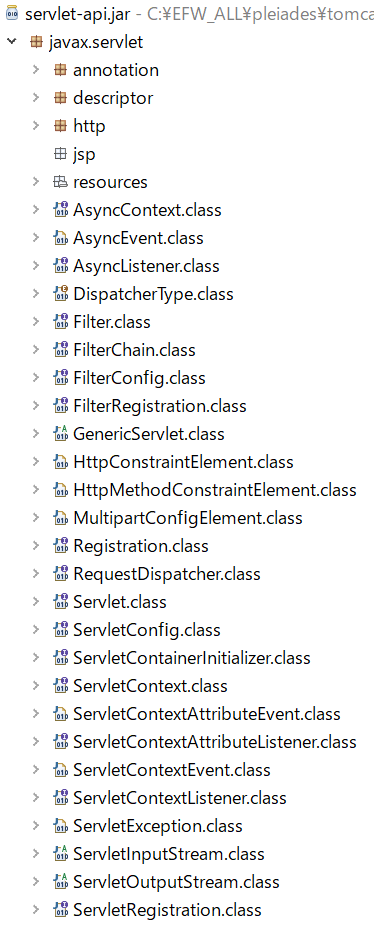 servlet-api.jar - C:¥EFW_ALL¥pleiades¥tomca
javax.servlet
annotation
descriptor
http
jsp
resources
AsyncContext.class
AsyncEvent.class
AsyncListener.class
DispatcherType.class
Filter.class
FilterChain.class
FilterConfig.class
FilterRegistration.class
GenericServlet.class
HttpConstraintElement.class
HttpMethodConstraintElement.class
MultipartConfigElement.class
Registration.class
RequestDispatcher.class
Servlet.class
ServletConfig.class
ServletContainerInitializer.class
ServletContext.class
ServletContextAttributeEvent.class
ServletContextAttributeListener.class
ServletContextEvent.class
ServletContextListener.class
ServletException.class
ServletInputStream.class
ServletOutputStream.class
ServletRegistration.class